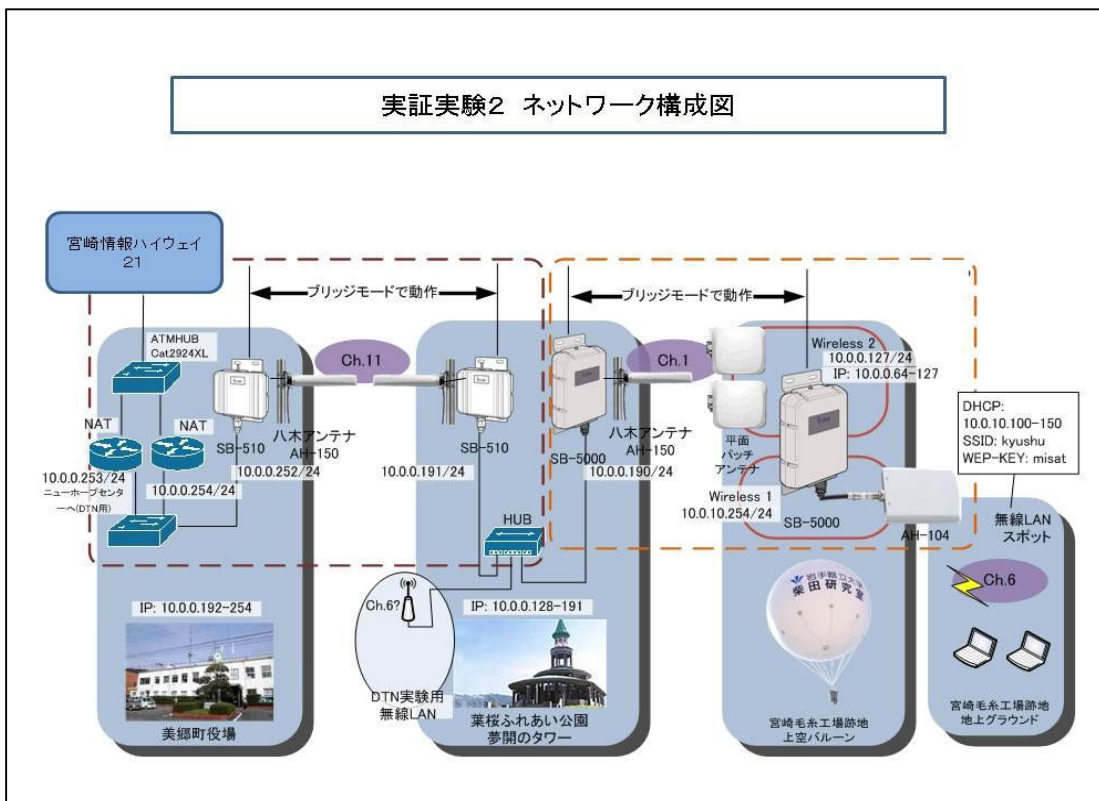 実証実験2 ネットワーク構成図
宮崎情報ハイウェイ
21
ブリッジモードで動作
ブリッジモードで動作
ATMHUB
Cat2924XL
Ch.11
Ch.1
Wireless 2
10.0.0.127/24
IP: 10.0.0.64-127
DHCP:
10.0.10.100-150
SSID: kyushu
WEP-KEY: misat
NAT
NAT
SB-510
八木アンテナ
AH-150
SB-510
SB-5000
八木アンテナ
AH-150
平面
パッチ
アンテナ
10.0.0.253/24
ニューホープセンタ
ーへ(DTN用)
10.0.0.254/24
10.0.0.252/24
10.0.0.191/24
10.0.0.190/24
Wireless 1
10.0.10.254/24
SB-5000
AH-104
無線LAN
スポット
HUB
Ch.6?
Ch.6
IP: 10.0.0.192-254
IP: 10.0.0.128-191
岩手県立大学
柴田研究室
DTN実験用
無線LAN
美郷町役場
葉桜ふれあい公園
夢開のタワー
宮崎毛糸工場跡地
上空バルーン
宮崎毛糸工場跡地
地上グラウンド